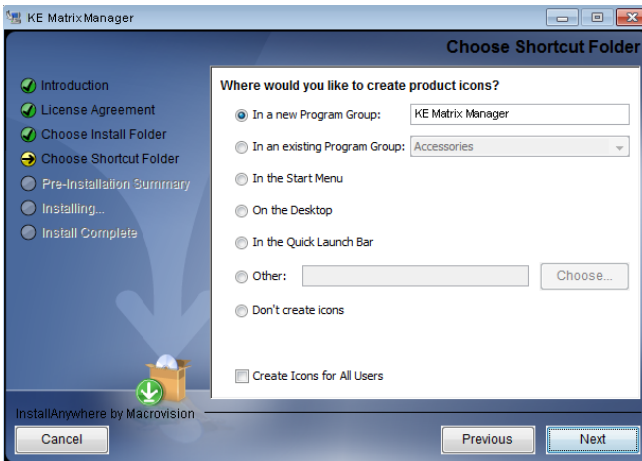 KE MatrixManager
Choose Shortcut Folder
Introduction
License Agreement
Choose Install Folder
Choose Shortcut Folder
Pre-Installation Summary
Installing...
Install Complete
Where would you like to create product icons?
In a new Program Group: KE Matrix Manager
In an existing Program Group: Accessories
In the Start Menu
On the Desktop
In the Quick Launch Bar
Other: Choose...
Don't create icons
Create Icons for All Users
InstallAnywhere by Macrovision
Cancel Previous Next